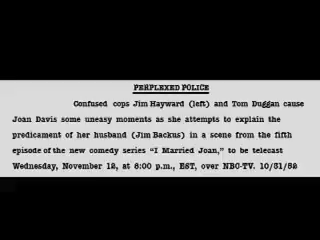 PERPLEXED POLICE
Confused cops Jim Hayward (left) and Tom Duggan cause
Joan Davis some uneasy moments as she attempts to explain the
predicament of her husband (Jim Backus) in a scene from the fifth
episode of the new comedy series "I Married Joan," to be telecast
Wednesday, November 12, at 8:00 p.m., EST, over NBC-TV. 10/31/52